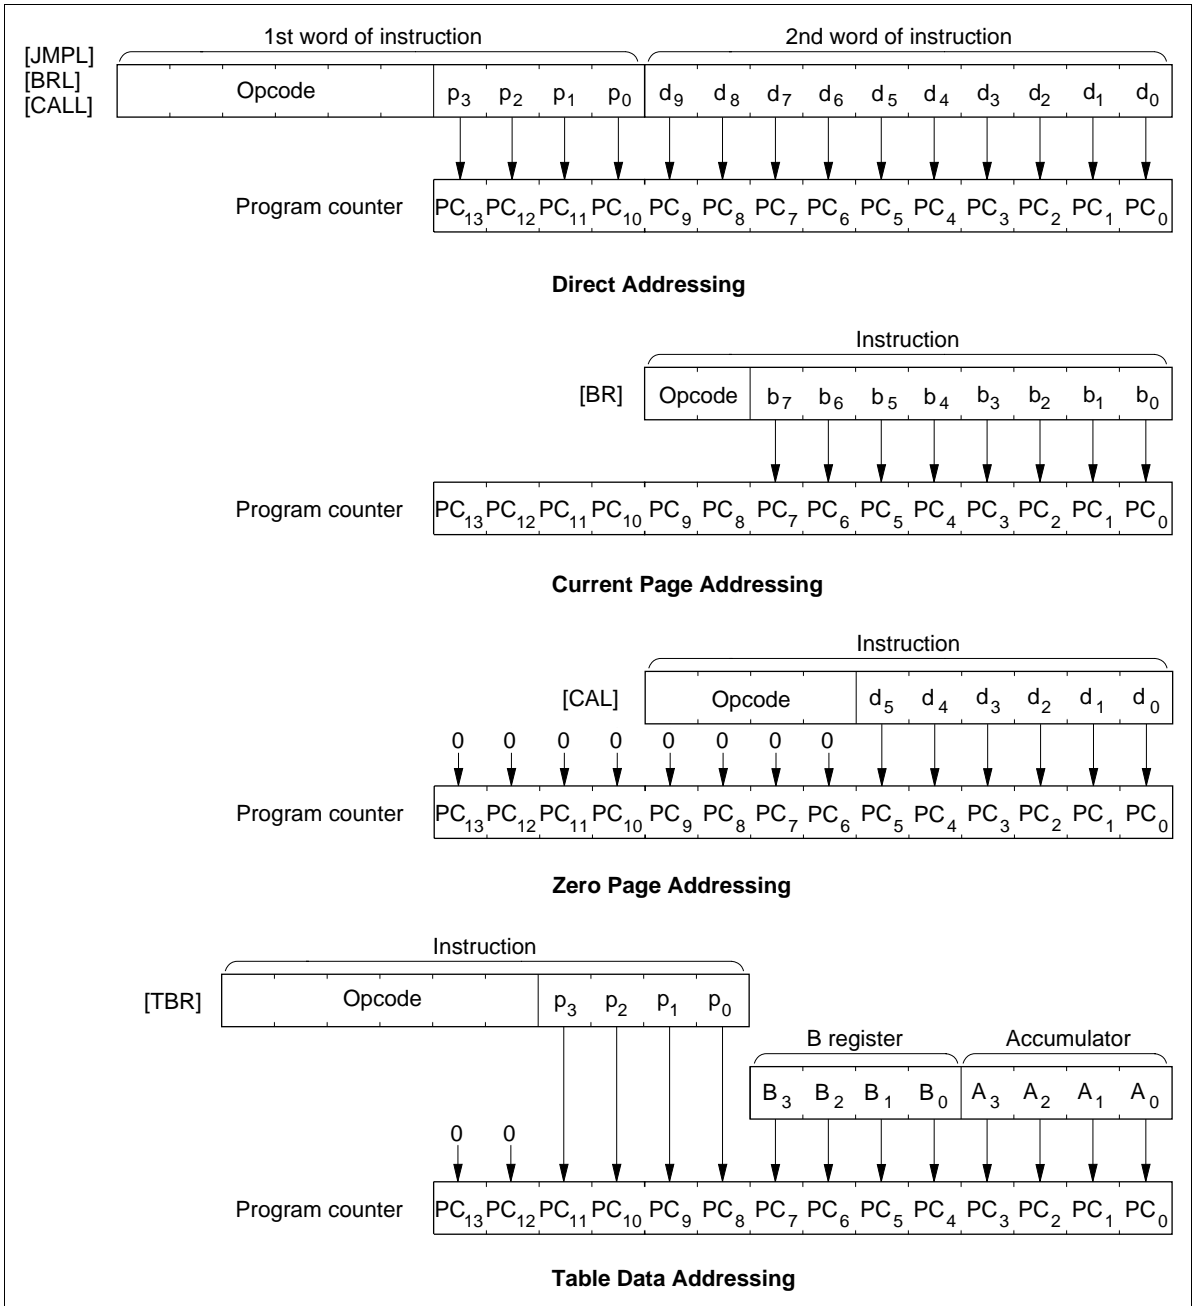 1st word of instruction 2nd word of instruction
[JMPL]
[BRL]
[CALL]
Opcode p3 p2 p1 p0 d9 d8 d7 d6 d5 d4 d3 d2 d1 d0
Program counter PC13 PC12 PC11 PC10 PC9 PC8 PC7 PC6 PC5 PC4 PC3 PC2 PC1 PC0
Direct Addressing
Instruction
[BR] Opcode b7 b6 b5 b4 b3 b2 b1 b0
Program counter PC13 PC12 PC11 PC10 PC9 PC8 PC7 PC6 PC5 PC4 PC3 PC2 PC1 PC0
Current Page Addressing
Instruction
[CAL] Opcode d5 d4 d3 d2 d1 d0
0 0 0 0 0 0 0 0
Program counter PC13 PC12 PC11 PC10 PC9 PC8 PC7 PC6 PC5 PC4 PC3 PC2 PC1 PC0
Zero Page Addressing
Instruction
[TBR] Opcode p3 p2 p1 p0
B register Accumulator
B3 B2 B1 B0 A3 A2 A1 A0
0 0
Program counter PC13 PC12 PC11 PC10 PC9 PC8 PC7 PC6 PC5 PC4 PC3 PC2 PC1 PC0
Table Data Addressing